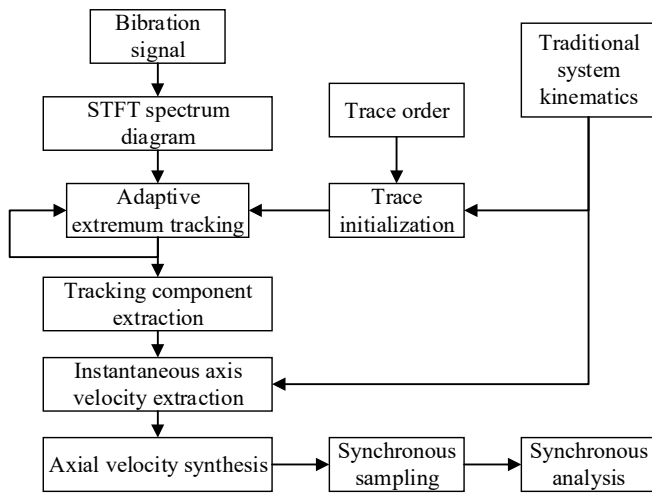 Bibration
signal
Traditional
system
kinematics
STFT spectrum
diagram
Trace order
Adaptive
extremum tracking
Trace
initialization
Tracking component
extraction
Instantaneous axis
velocity extraction
Axial velocity synthesis
Synchronous
sampling
Synchronous
analysis